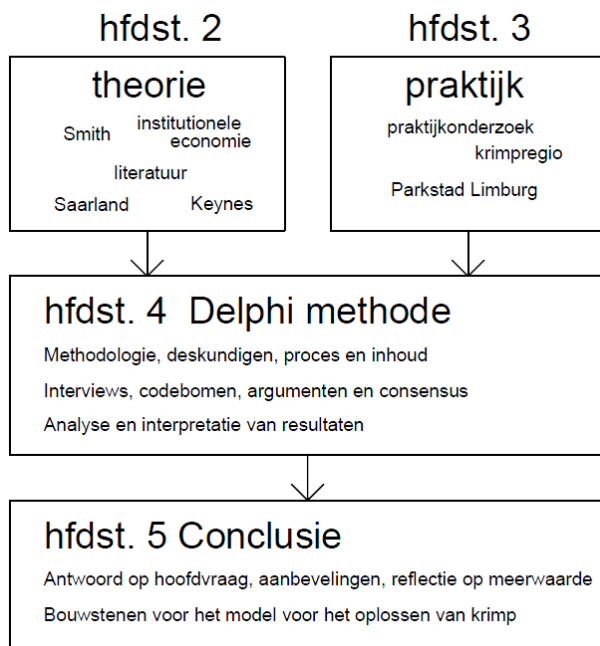 hfdst. 2
theorie
Smith
institutionele
economie
literatuur
Saarland
Keynes
hfdst. 3
praktijk
praktijkonderzoek
krimpregio
Parkstad Limburg
hfdst. 4 Delphi methode
Methodologie, deskundigen, proces en inhoud
Interviews, codebomen, argumenten en consensus
Analyse en interpretatie van resultaten
hfdst. 5 Conclusie
Antwoord op hoofdvraag, aanbevelingen, reflectie op meerwaarde
Bouwstenen voor het model voor het oplossen van krimp